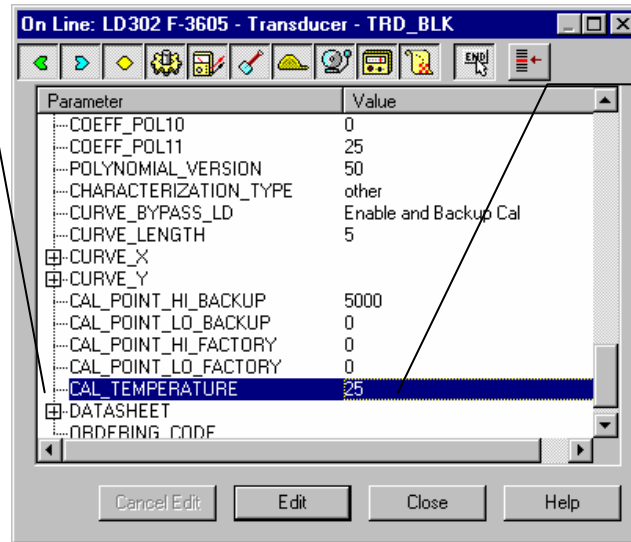 On Line: LD302 F-3605 - Transducer - TRD_BLK
END
Parameter Value
COEFF_POL10 0
COEFF_POL11 25
POLYNOMIAL_VERSION 50
CHARACTERIZATION_TYPE other
CURVE_BYPASS_LD Enable and Backup Cal
CURVE_LENGTH 5
CURVE_X
CURVE_Y
CAL_POINT_HI_BACKUP 5000
CAL_POINT_LO_BACKUP 0
CAL_POINT_HI_FACTORY 0
CAL_POINT_LO_FACTORY 0
CAL_TEMPERATURE 25
DATASHEET
ORDERING_CODE
Cancel Edit Edit Close Help